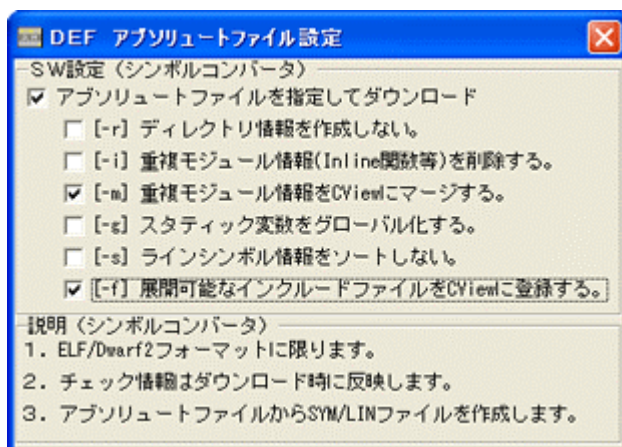 DEF アブソリュートファイル設定
SW設定（シンボルコンバータ）
アブソリュートファイルを指定してダウンロード
[-r] ディレクトリ情報を作成しない。
[-i] 重複モジュール情報(Inline関数等)を削除する。
[-m] 重複モジュール情報をCViewにマージする。
[-g] スタティック変数をグローバル化する。
[-s] ラインシンボル情報をソートしない。
[-f] 展開可能なインクルードファイルをCViewに登録する。
説明（シンボルコンバータ）
1. ELF/Dwarf2フォーマットに限ります。
2. チェック情報はダウンロード時に反映します。
3. アブソリュートファイルからSYM/LINファイルを作成します。